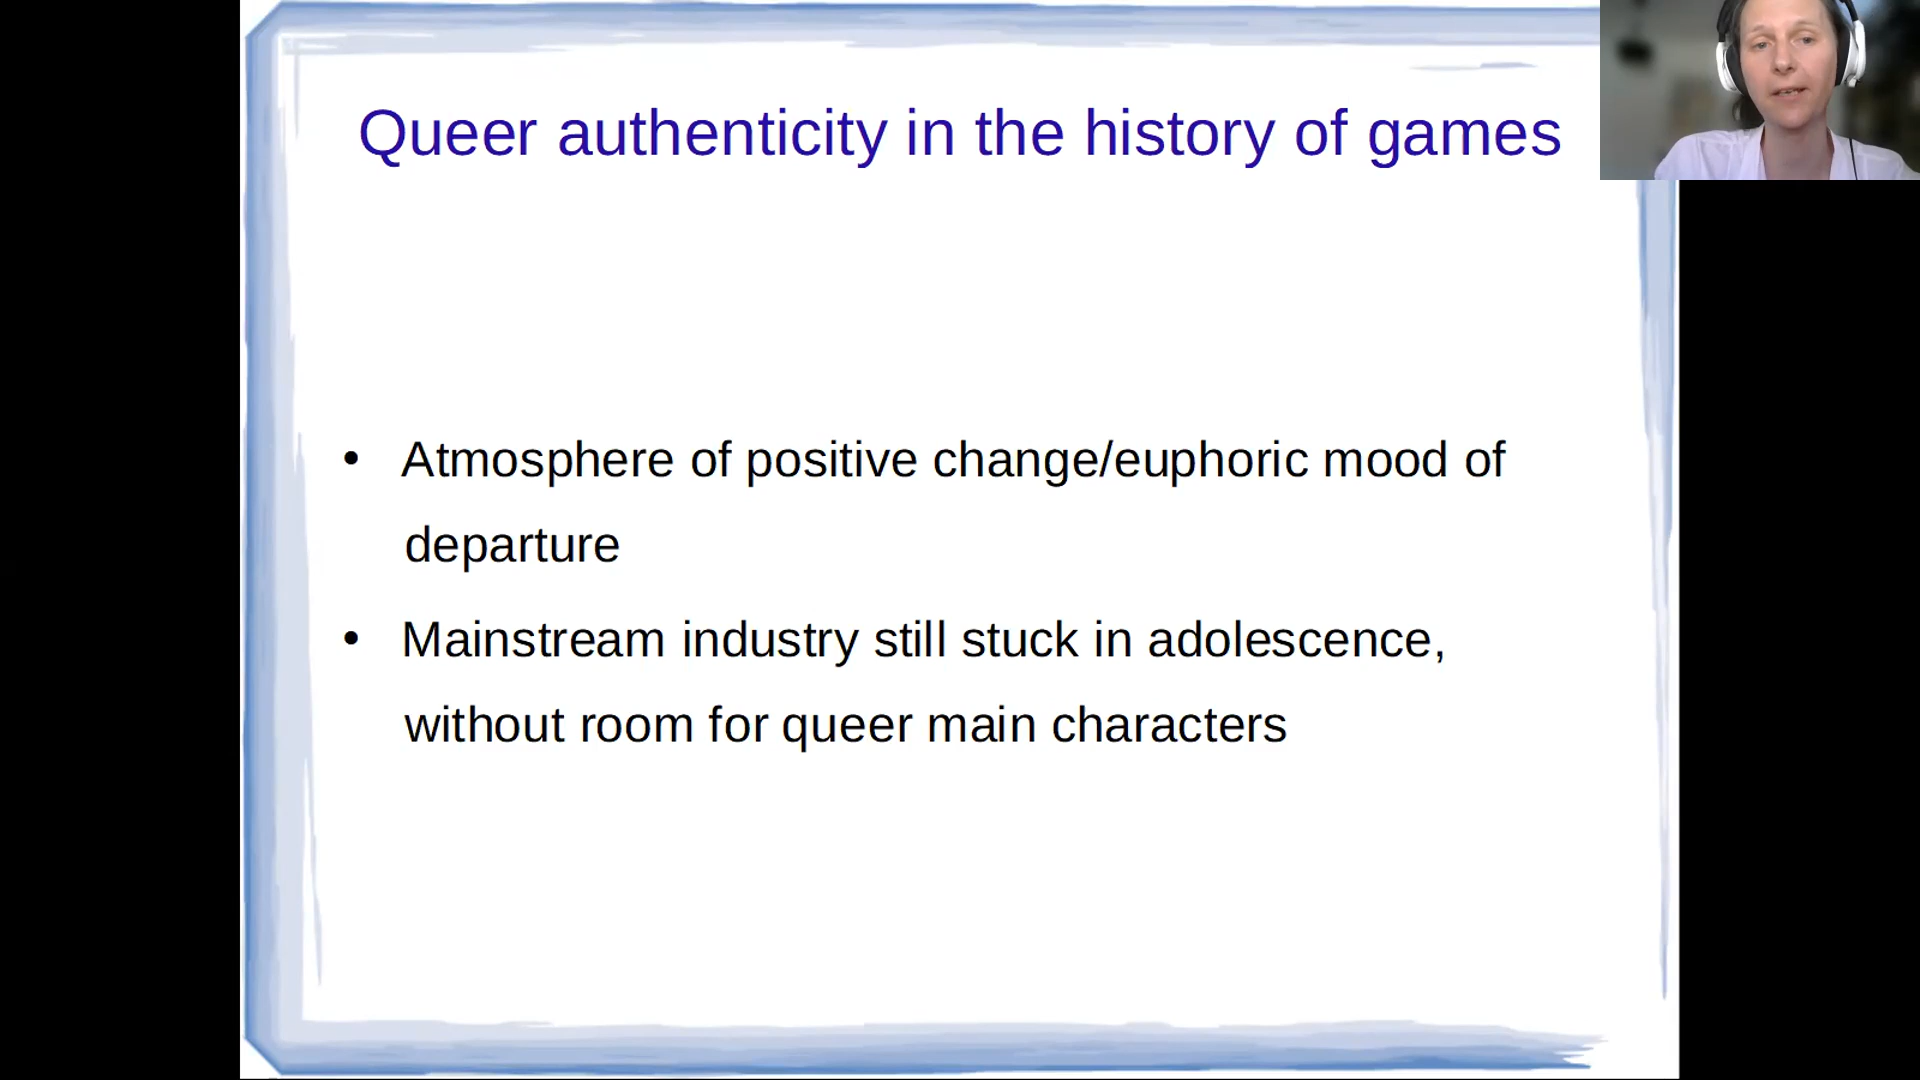 Queer authenticity in the history of games
• Atmosphere of positive change/euphoric mood of
departure
• Mainstream industry still stuck in adolescence,
without room for queer main characters